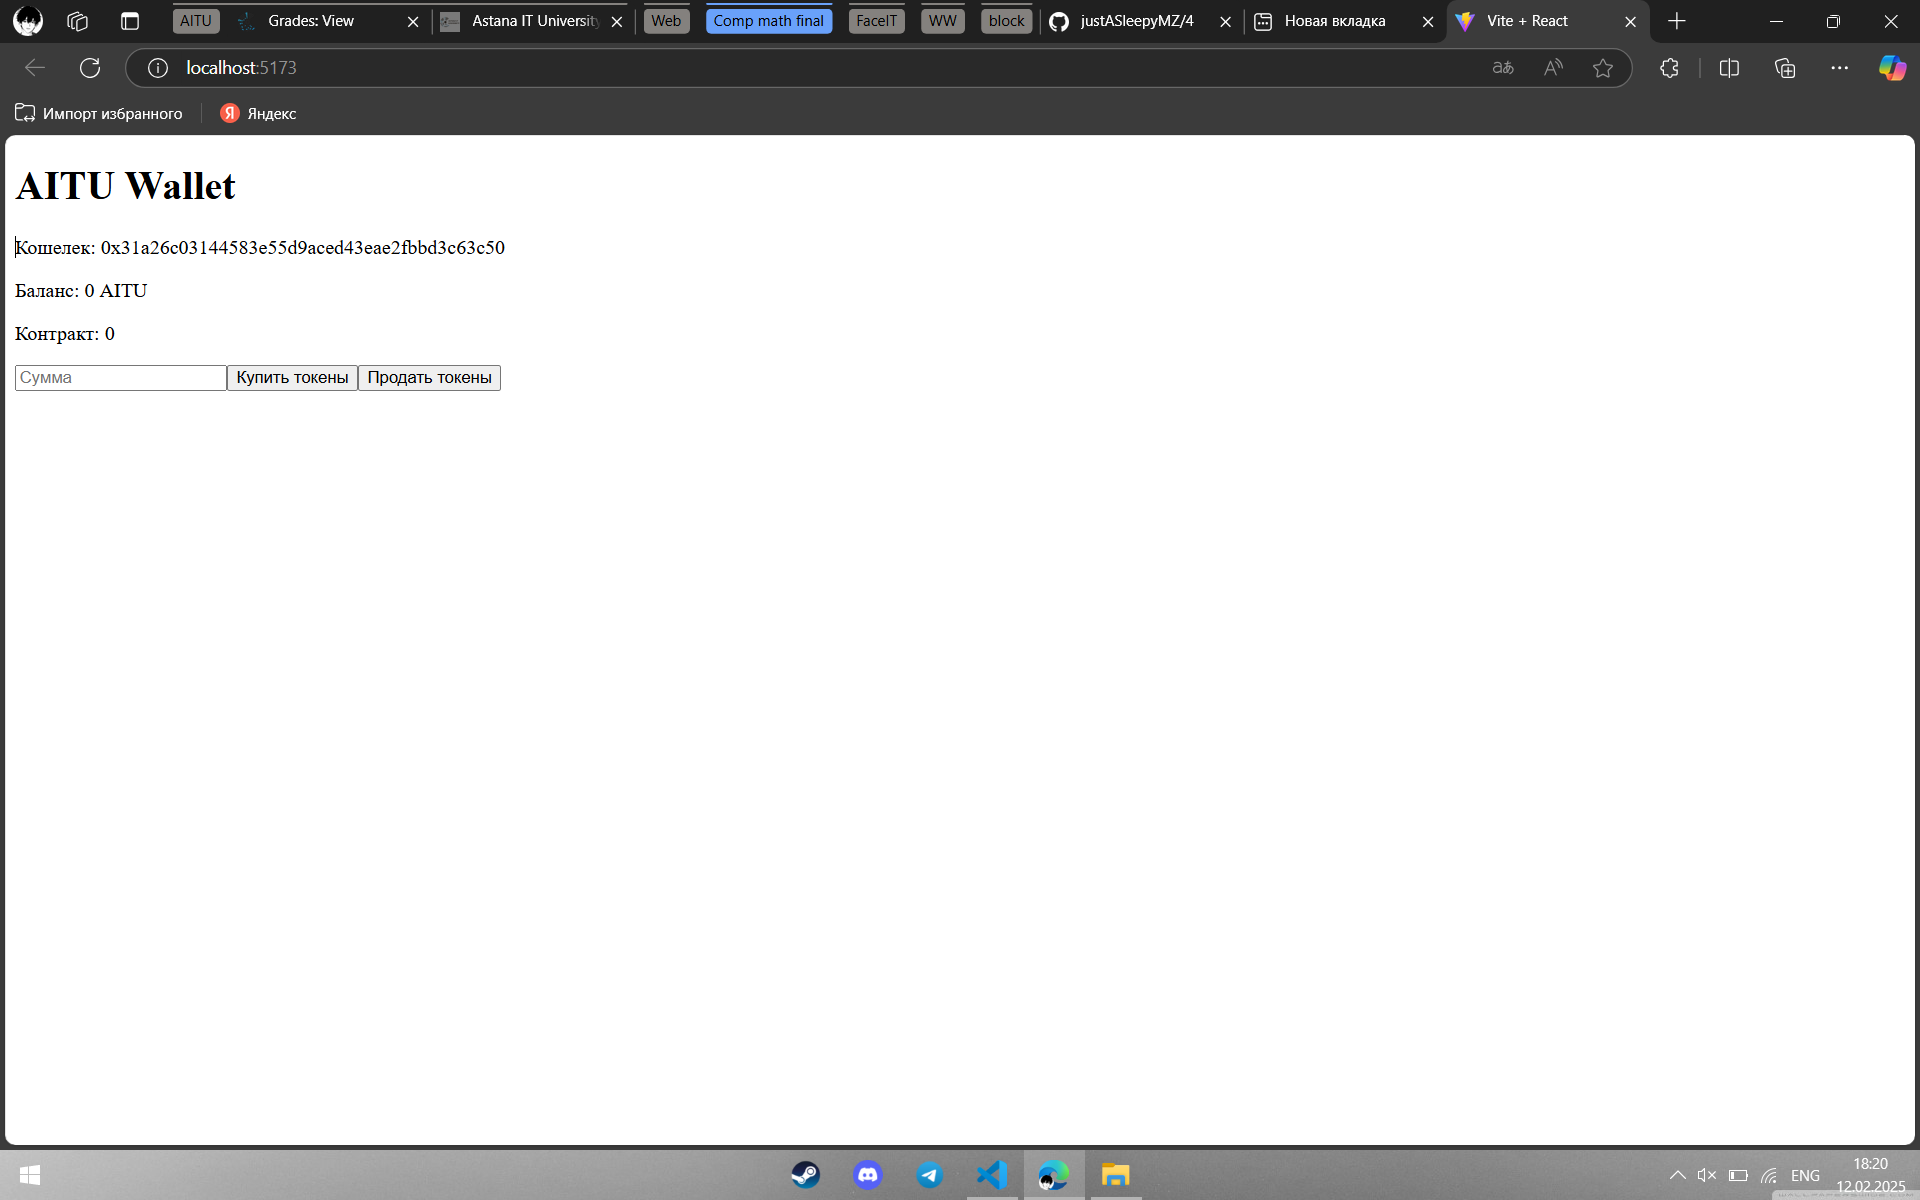 AITU
Grades: View
Astana IT University
Web
Comp math final
FaceIT
WW
block
justASleepyMZ/4
Новая вкладка
Vite + React
localhost:5173
Импорт избранного
Яндекс
AITU Wallet
Кошелек: 0x31a26c03144583e55d9aced43eae2fbbd3c63c50
Баланс: 0 AITU
Контракт: 0
Сумма Купить токены Продать токены
ENG
18:20
12.02.2025